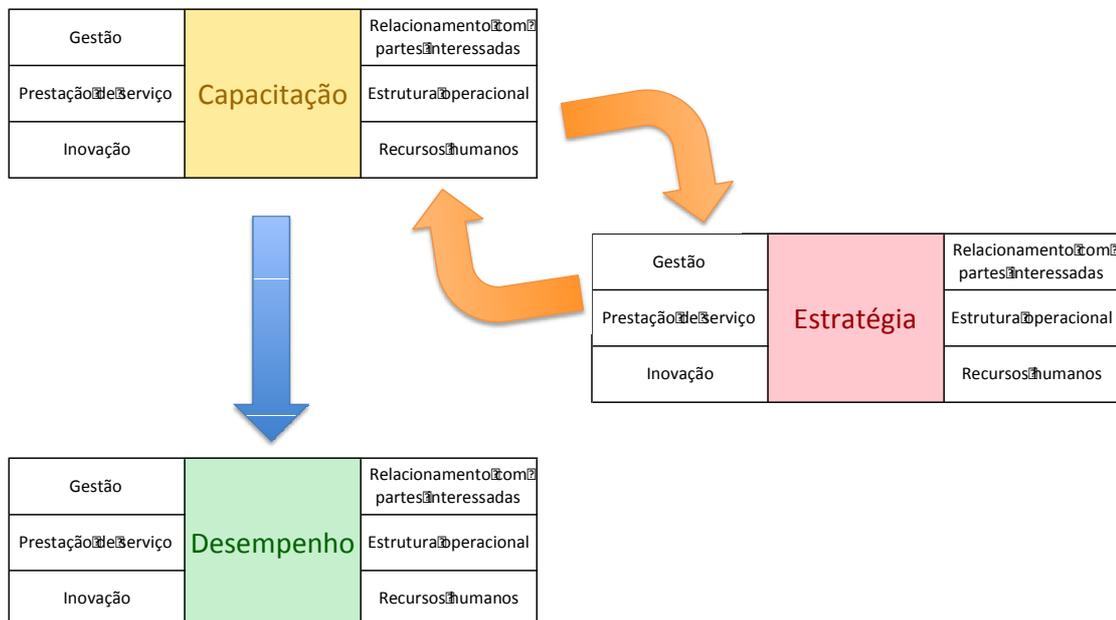 Gestão
Prestação de serviço
Inovação
Capacitação
Relacionamento com
partes interessadas
Estrutura operacional
Recursos humanos
Gestão
Prestação de serviço
Inovação
Estratégia
Relacionamento com
partes interessadas
Estrutura operacional
Recursos humanos
Gestão
Prestação de serviço
Inovação
Desempenho
Relacionamento com
partes interessadas
Estrutura operacional
Recursos humanos